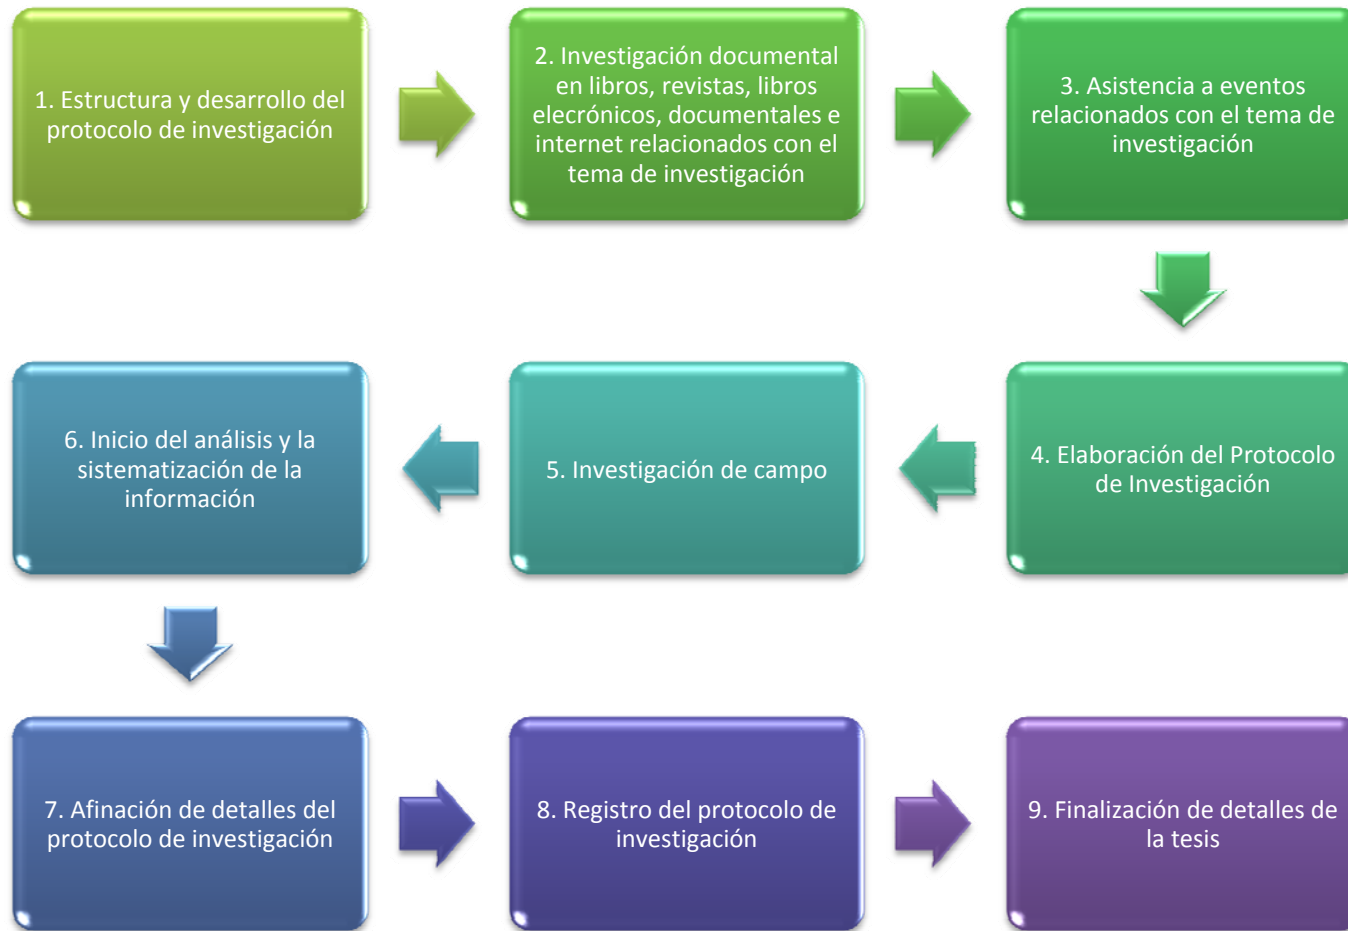 1. Estructura y desarrollo del
protocolo de investigación
2. Investigación documental
en libros, revistas, libros
elecrónicos, documentales e
internet relacionados con el
tema de investigación
3. Asistencia a eventos
relacionados con el tema de
investigación
4. Elaboración del Protocolo
de Investigación
5. Investigación de campo
6. Inicio del análisis y la
sistematización de la
información
7. Afinación de detalles del
protocolo de investigación
8. Registro del protocolo de
investigación
9. Finalización de detalles de
la tesis